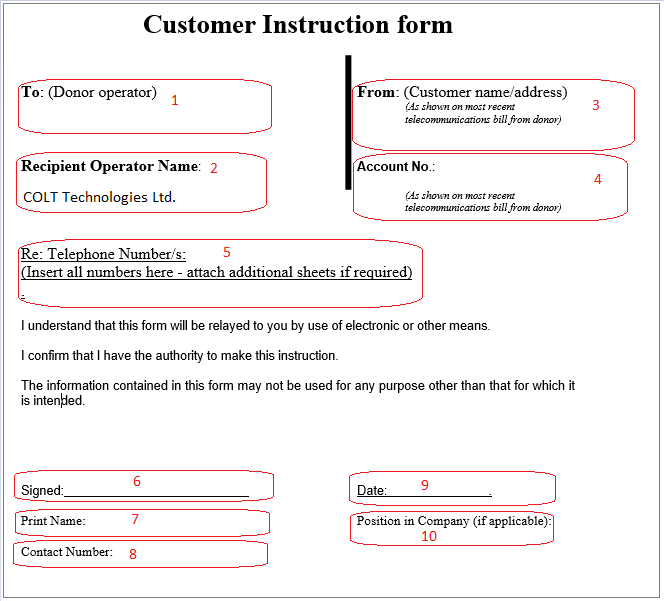 Customer Instruction form
To: (Donor operator) 1
From: (Customer name/address) 3
(As shown on most recent
telecommunications bill from donor)
Recipient Operator Name: 2
COLT Technologies Ltd.
Account No.:
4
(As shown on most recent
telecommunications bill from donor)
Re: Telephone Number/s: 5
(Insert all numbers here - attach additional sheets if required)
.
I understand that this form will be relayed to you by use of electronic or other means.
I confirm that I have the authority to make this instruction.
The information contained in this form may not be used for any purpose other than that for which it
is intended.
Signed:__________________________ 6
Date:______________. 9
Print Name: 7
Position in Company (if applicable):
10
Contact Number: 8